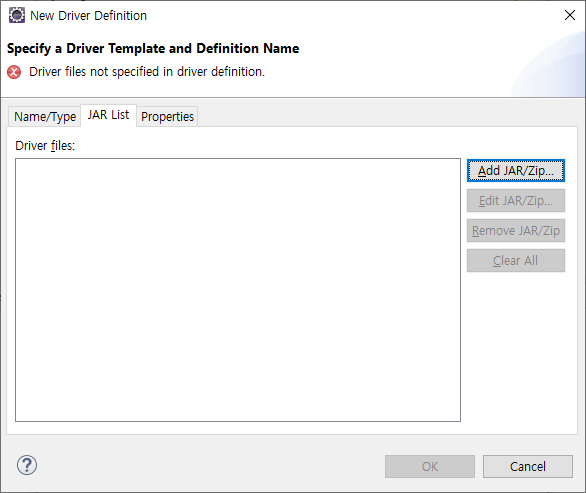 New Driver Definition
Specify a Driver Template and Definition Name
Driver files not specified in driver definition.
Name/Type JAR List Properties
Driver files:
Add JAR/Zip...
Edit JAR/Zip...
Remove JAR/Zip
Clear All
?
OK Cancel